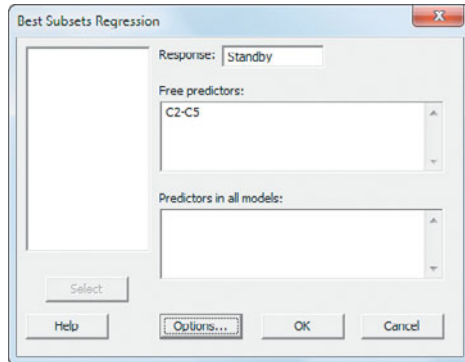 Best Subsets Regression
Response: Standby
Free predictors:
C2-C5
Predictors in all models:
Select
Help Options... OK Cancel